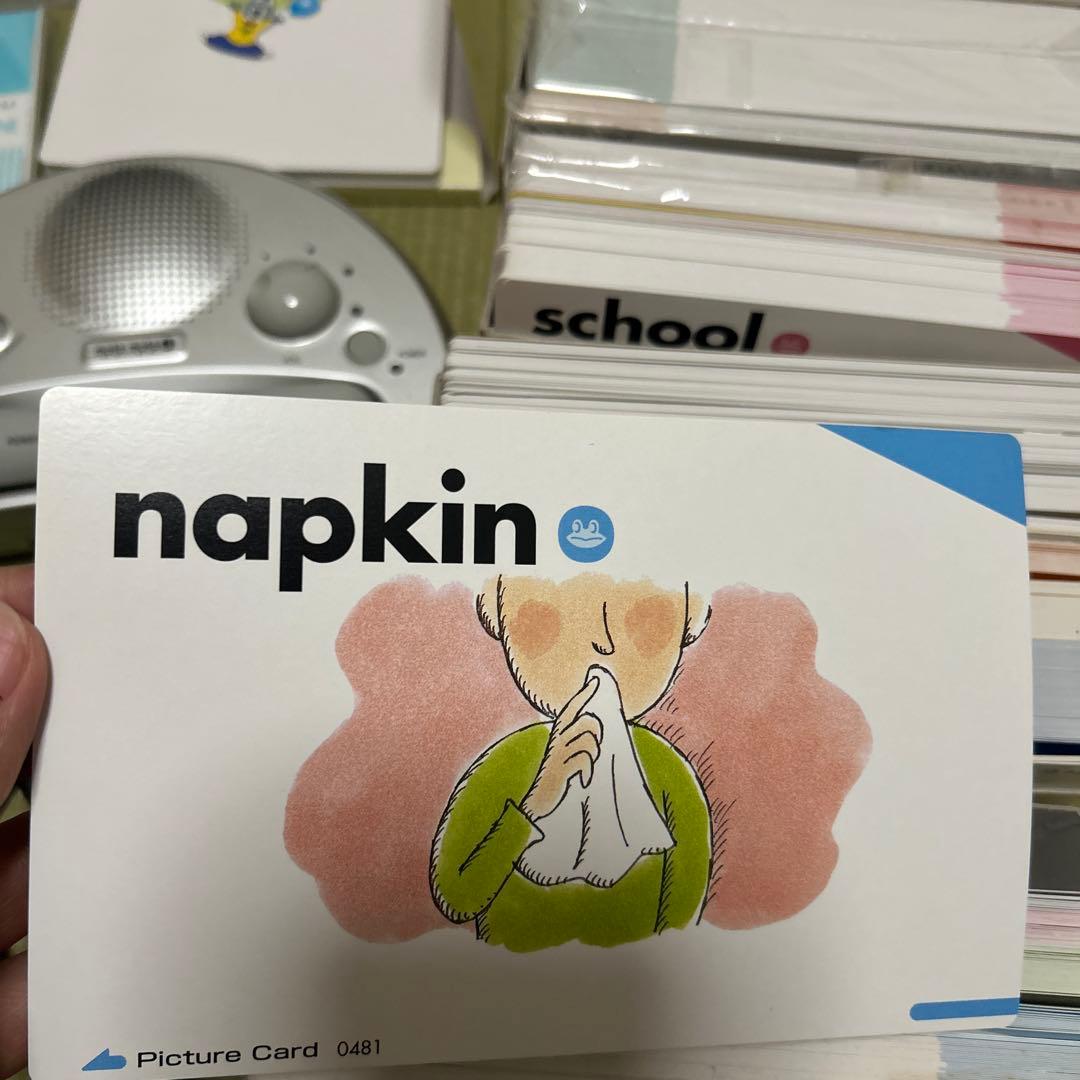 school
napkin
Picture Card 0481